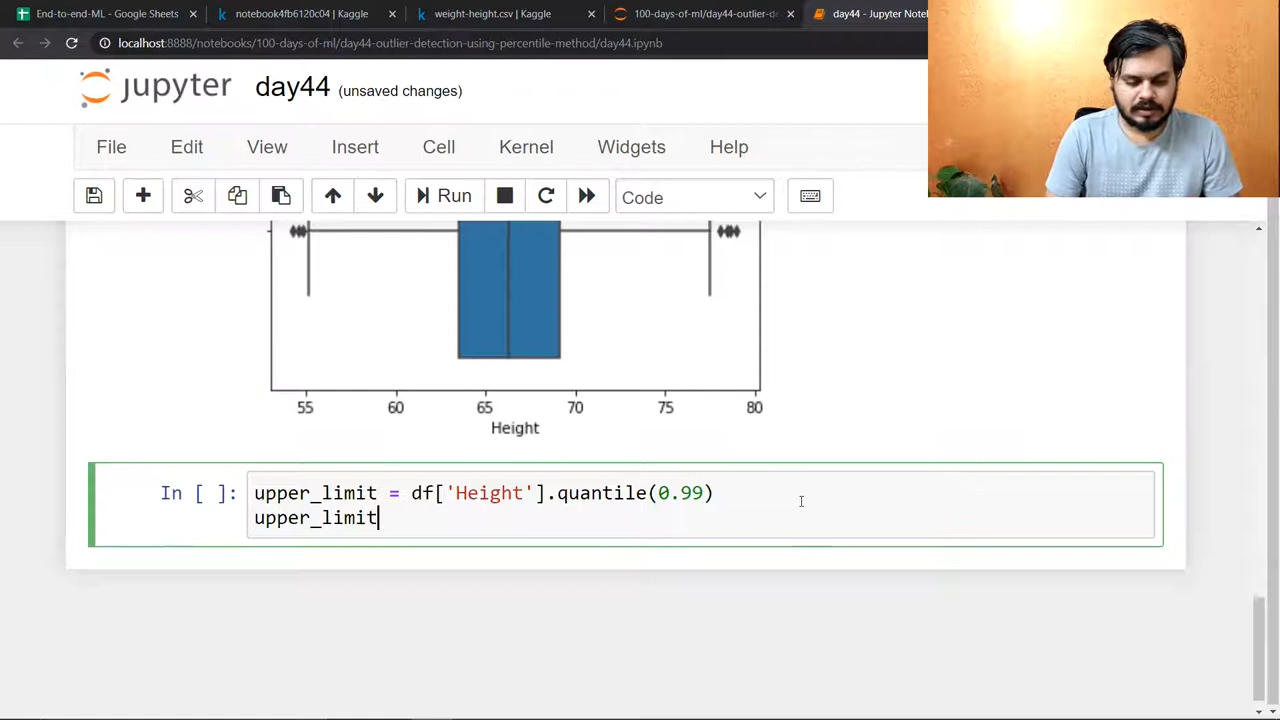 End-to-end-ML - Google Sheets
notebook4fb6120c04 | Kaggle
weight-height.csv | Kaggle
100-days-of-ml/day44-outlier-de
day44 - Jupyter Note
localhost:8888/notebooks/100-days-of-ml/day44-outlier-detection-using-percentile-method/day44.ipynb
jupyter day44 (unsaved changes)
File Edit View Insert Cell Kernel Widgets Help
Run Code
55 60 65 70 75 80
Height
In [ ]: upper_limit = df['Height'].quantile(0.99)
upper_limit